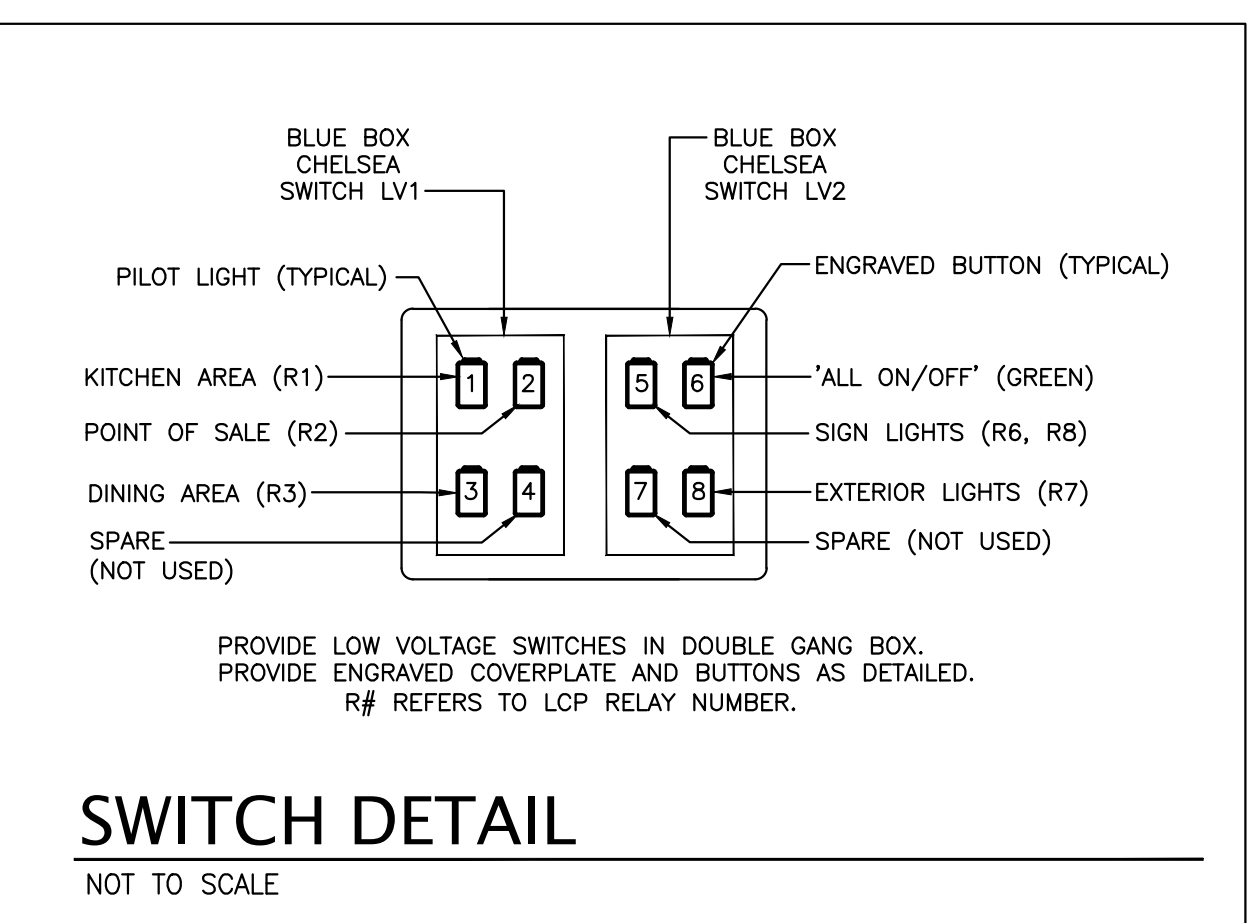 BLUE BOX
CHELSEA
SWITCH LV1
BLUE BOX
CHELSEA
SWITCH LV2
PILOT LIGHT (TYPICAL)
ENGRAVED BUTTON (TYPICAL)
KITCHEN AREA (R1)
1
2
5
6
'ALL ON/OFF' (GREEN)
POINT OF SALE (R2)
SIGN LIGHTS (R6, R8)
DINING AREA (R3)
3
4
7
8
EXTERIOR LIGHTS (R7)
SPARE
(NOT USED)
SPARE (NOT USED)
PROVIDE LOW VOLTAGE SWITCHES IN DOUBLE GANG BOX.
PROVIDE ENGRAVED COVERPLATE AND BUTTONS AS DETAILED.
R# REFERS TO LCP RELAY NUMBER.
SWITCH DETAIL
NOT TO SCALE